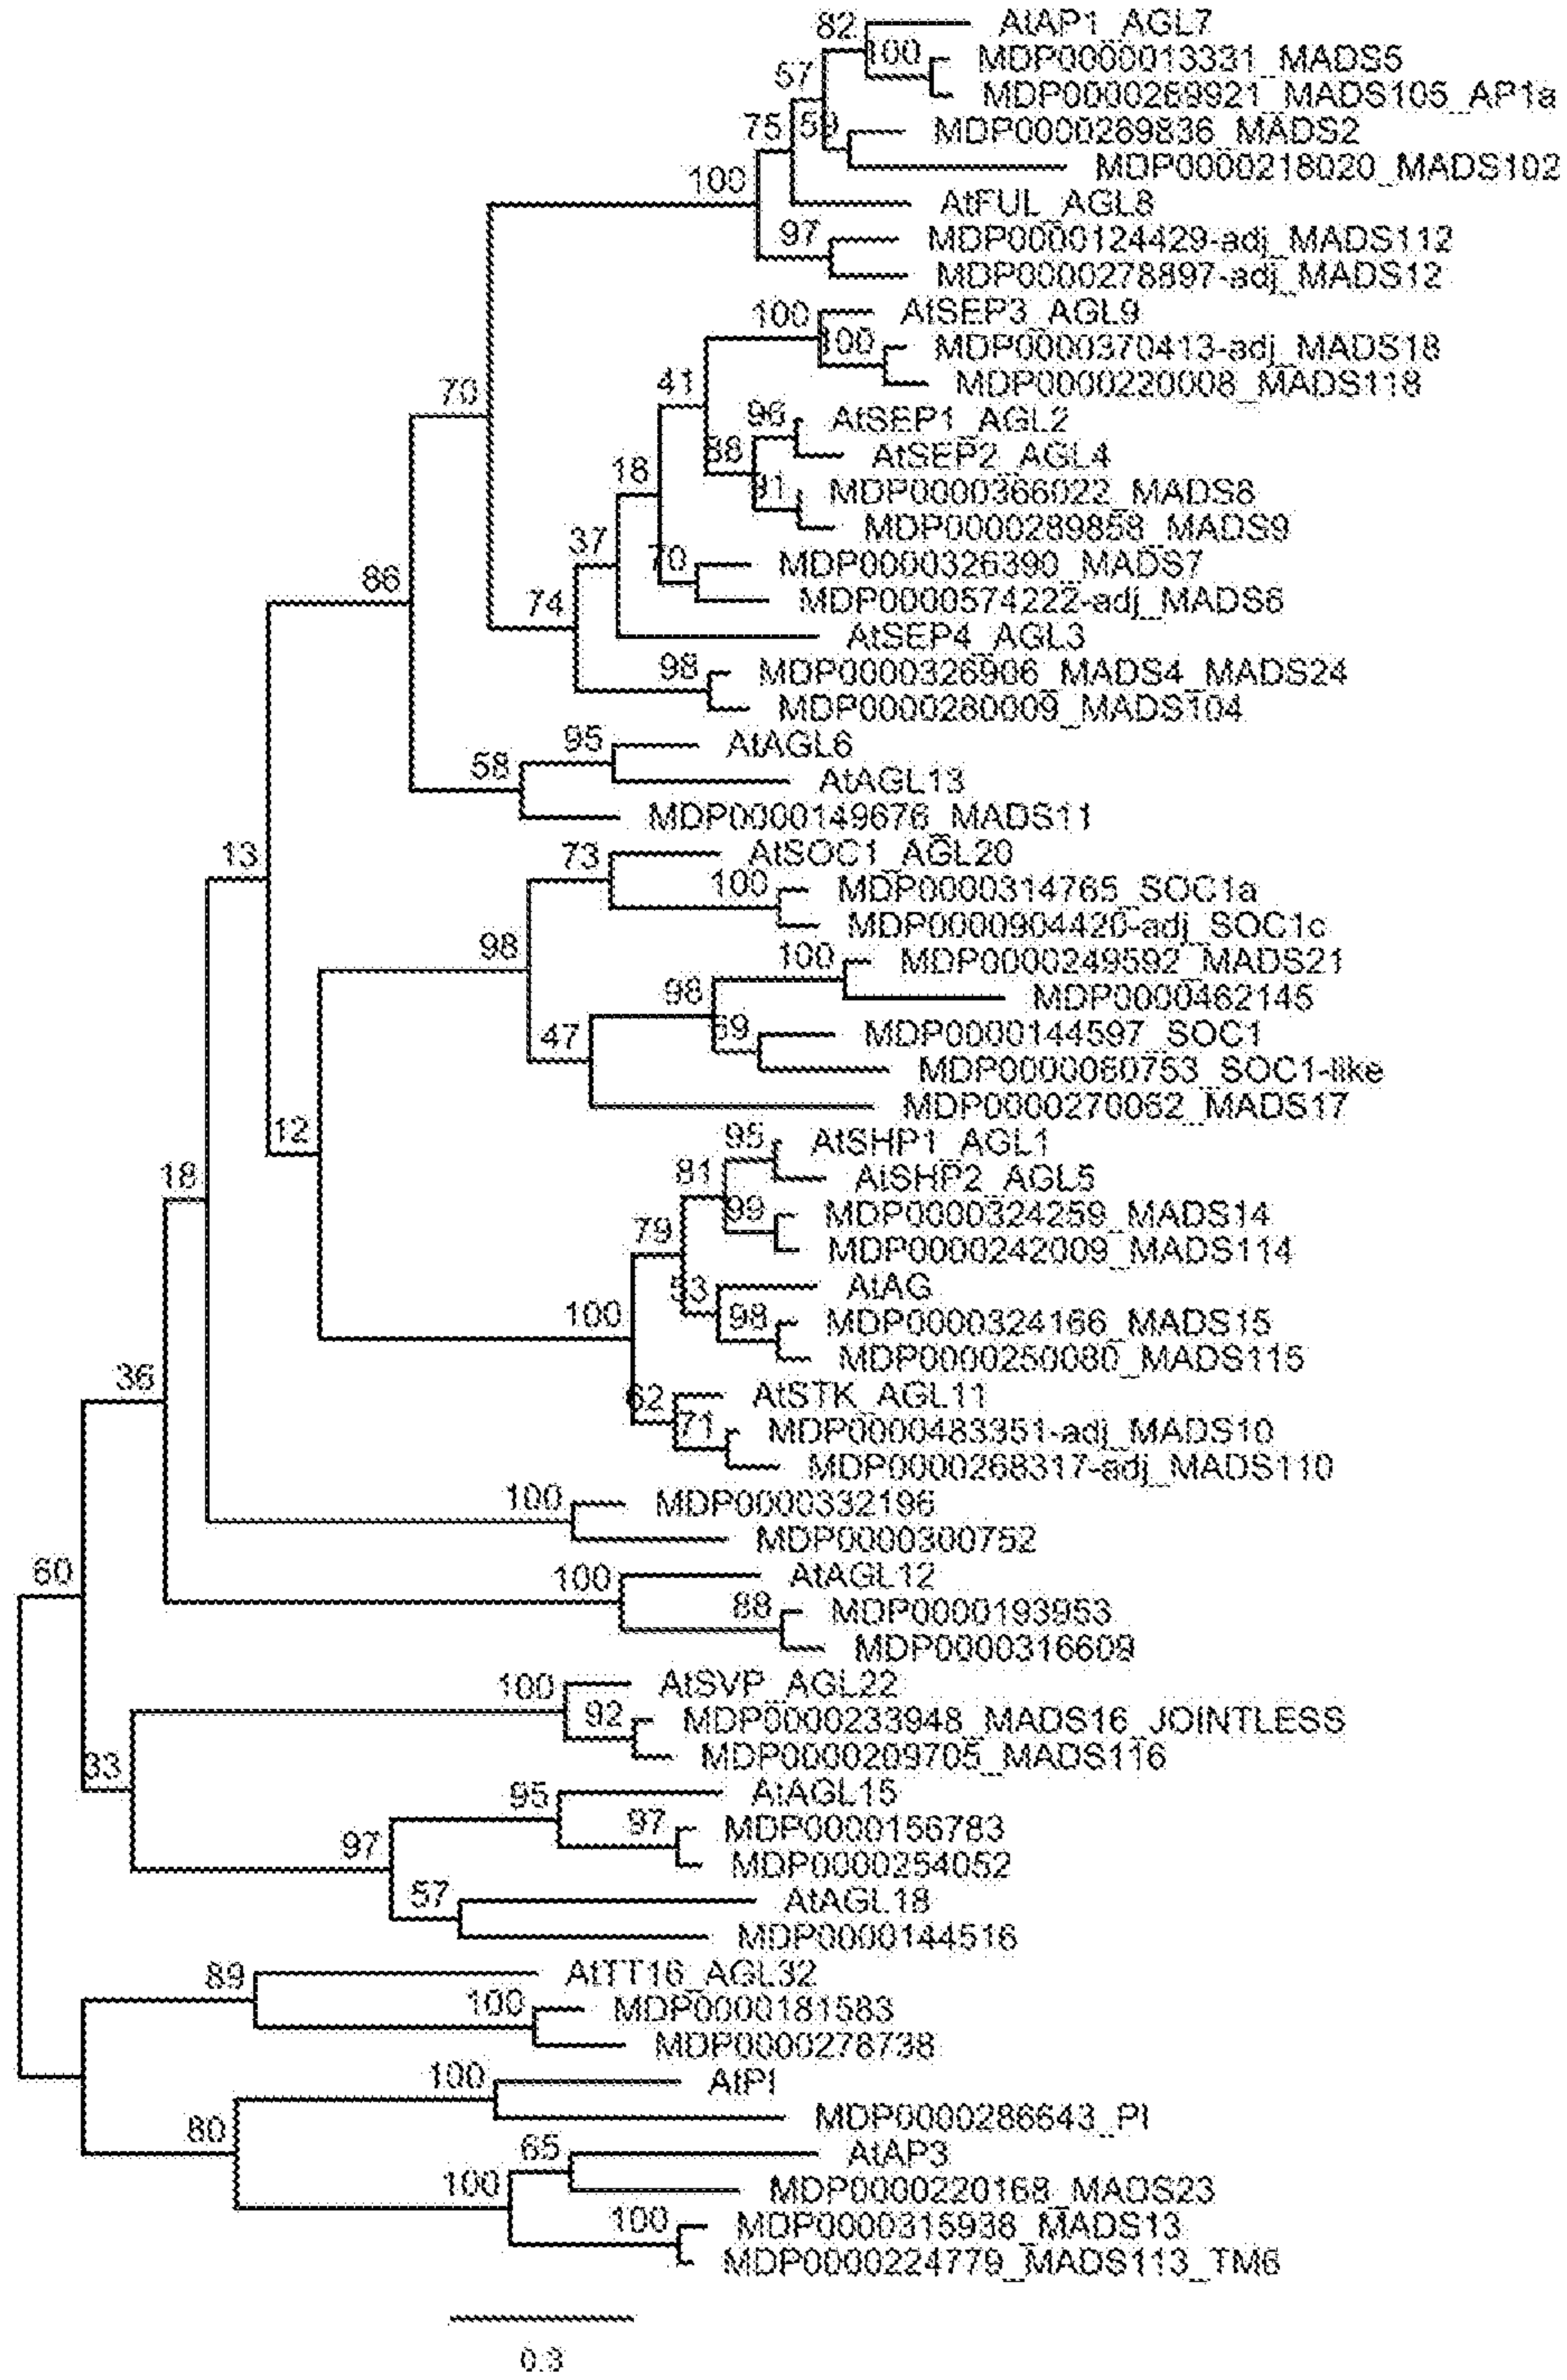 82
AtAP1_AGL7
100
MDP0000013331_MADS5
57
MDP0000269921_MADS105_AP1a
75
MDP0000269836_MADS2
MDP0000218020_MADS102
100
AtFUL_AGL8
97
MDP0000124429-adj_MADS112
MDP0000278897-adj_MADS12
100
AtSEP3_AGL9
100
MDP0000370413-adj_MADS18
41
MDP0000220008_MADS118
70
96
AtSEP1_AGL2
AtSEP2_AGL4
18
91
MDP0000366022_MADS8
MDP0000289858_MADS9
37
70
MDP0000326390_MADS7
86
74
MDP0000574222-adj_MADS6
AtSEP4_AGL3
98
MDP0000326906_MADS4_MADS24
MDP0000280009_MADS104
95
AtAGL6
58
AtAGL13
MDP0000149676_MADS11
13
73
AtSOC1_AGL20
100
MDP0000314765_SOC1a
MDP0000904420-adj_SOC1c
98
100
MDP0000249592_MADS21
98
MDP0000462145
47
MDP0000144597_SOC1
MDP0000060753_SOC1-like
MDP0000270062_MADS17
12
95
AtSHP1_AGL1
18
81
AtSHP2_AGL5
99
MDP0000324259_MADS14
79
MDP0000242009_MADS114
53
AtAG
100
98
MDP0000324166_MADS15
MDP0000250080_MADS115
36
62
AtSTK_AGL11
71
MDP0000483351-adj_MADS10
MDP0000268317-adj_MADS110
100
MDP0000332196
MDP0000300752
60
100
AtAGL12
88
MDP0000193953
MDP0000316609
100
AtSVP_AGL22
92
MDP0000233948_MADS16_JOINTLESS
MDP0000209705_MADS116
33
95
AtAGL15
97
97
MDP0000156783
MDP0000254052
57
AtAGL18
MDP0000144516
89
AtTT16_AGL32
100
MDP0000181583
MDP0000278738
100
AtPI
80
MDP0000286643_PI
65
AtAP3
100
MDP0000220168_MADS23
100
MDP0000315938_MADS13
MDP0000224779_MADS113_TM6